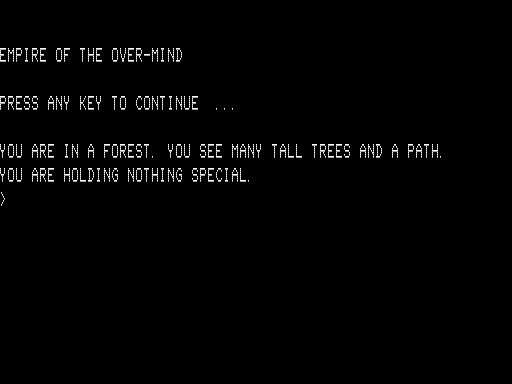 EMPIRE OF THE OVER-MIND
PRESS ANY KEY TO CONTINUE ...
YOU ARE IN A FOREST. YOU SEE MANY TALL TREES AND A PATH.
YOU ARE HOLDING NOTHING SPECIAL.
>